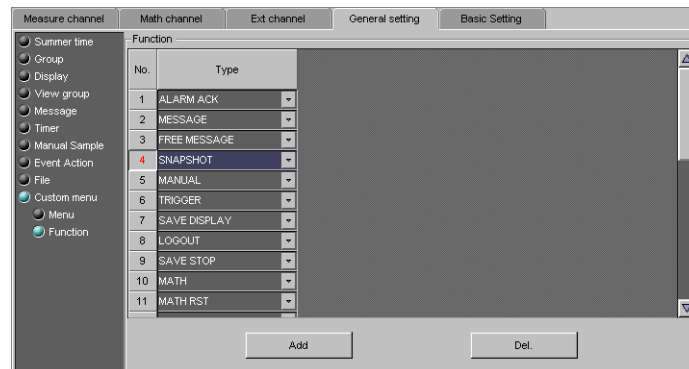 Measure channel Math channel Ext channel General setting Basic Setting
Summer time
Group
Display
View group
Message
Timer
Manual Sample
Event Action
File
Custom menu
Menu
Function
Function
No. Type
1 ALARM ACK
2 MESSAGE
3 FREE MESSAGE
4 SNAPSHOT
5 MANUAL
6 TRIGGER
7 SAVE DISPLAY
8 LOGOUT
9 SAVE STOP
10 MATH
11 MATH RST
Add Del.